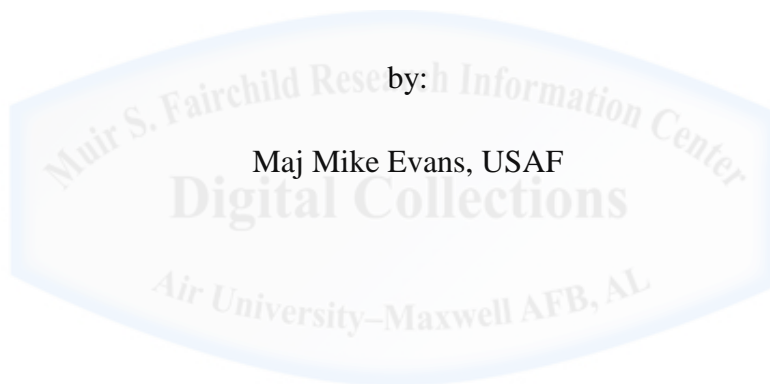 by:
Muir S. Fairchild Research Information Center
Maj Mike Evans, USAF
Digital Collections
Air University–Maxwell AFB, AL